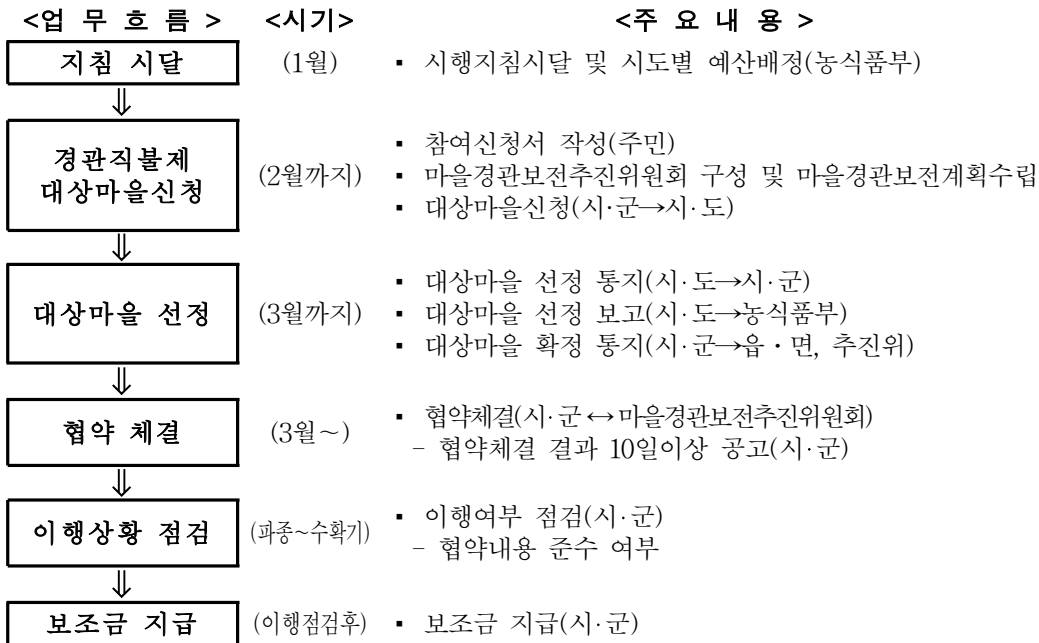 <업 무 흐 름 > <시기> <주 요 내 용 >
지침 시달 (1월) ▪ 시행지침시달 및 시도별 예산배정(농식품부)
⇓
경관직불제
대상마을신청
(2월까지)
▪ 참여신청서 작성(주민)
▪ 마을경관보전추진위원회 구성 및 마을경관보전계획수립
▪ 대상마을신청(시·군→시·도)
⇓
대상마을 선정
(3월까지)
▪ 대상마을 선정 통지(시·도→시·군)
▪ 대상마을 선정 보고(시·도→농식품부)
▪ 대상마을 확정 통지(시·군→읍・면, 추진위)
⇓
협약 체결
(3월～)
▪ 협약체결(시·군↔마을경관보전추진위원회)
- 협약체결 결과 10일이상 공고(시·군)
⇓
이행상황 점검
(파종~수확기)
▪ 이행여부 점검(시·군)
- 협약내용 준수 여부
⇓
보조금 지급 (이행점검후) ▪ 보조금 지급(시·군)